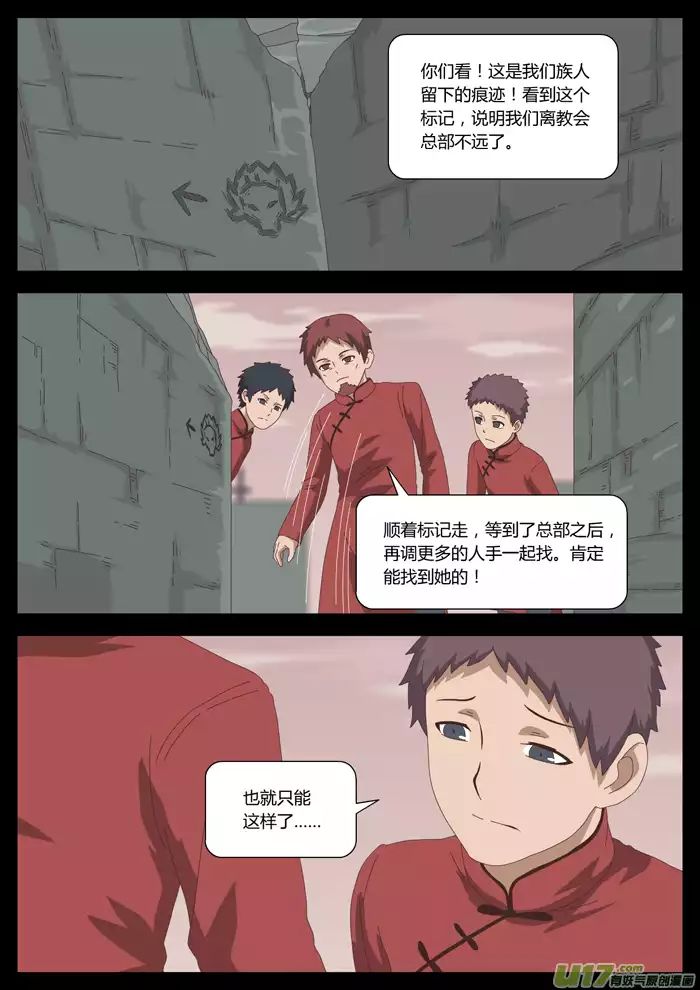 你们看！这是我们族人
留下的痕迹！看到这个
标记，说明我们离教会
总部不远了。
顺着标记走，等到了总部之后，
再调更多的人手一起找。肯定
能找到她的！
也就只能
这样了……
U17.com
有妖气原创漫画